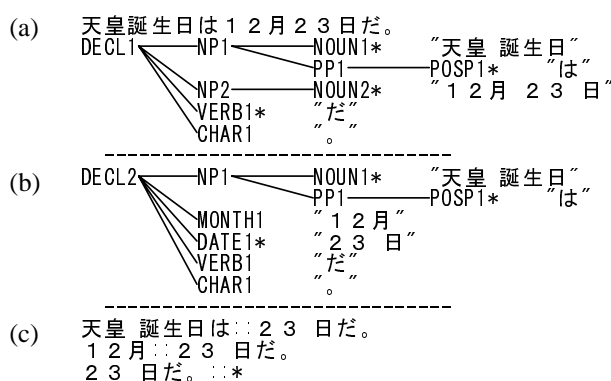 (a) 天皇誕生日は１２月２３日だ。
DECL1 NP1 NOUN1* "天皇 誕生日"
PP1 POSP1* "は"
NP2 NOUN2* "１２月 ２３ 日"
VERB1* "だ"
CHAR1 "。"
(b) DECL2 NP1 NOUN1* "天皇 誕生日"
PP1 POSP1* "は"
MONTH1 "１２月"
DATE1* "２３ 日"
VERB1 "だ"
CHAR1 "。"
(c) 天皇 誕生日は::２３ 日だ。
１２月::２３ 日だ。
２３ 日だ。::*